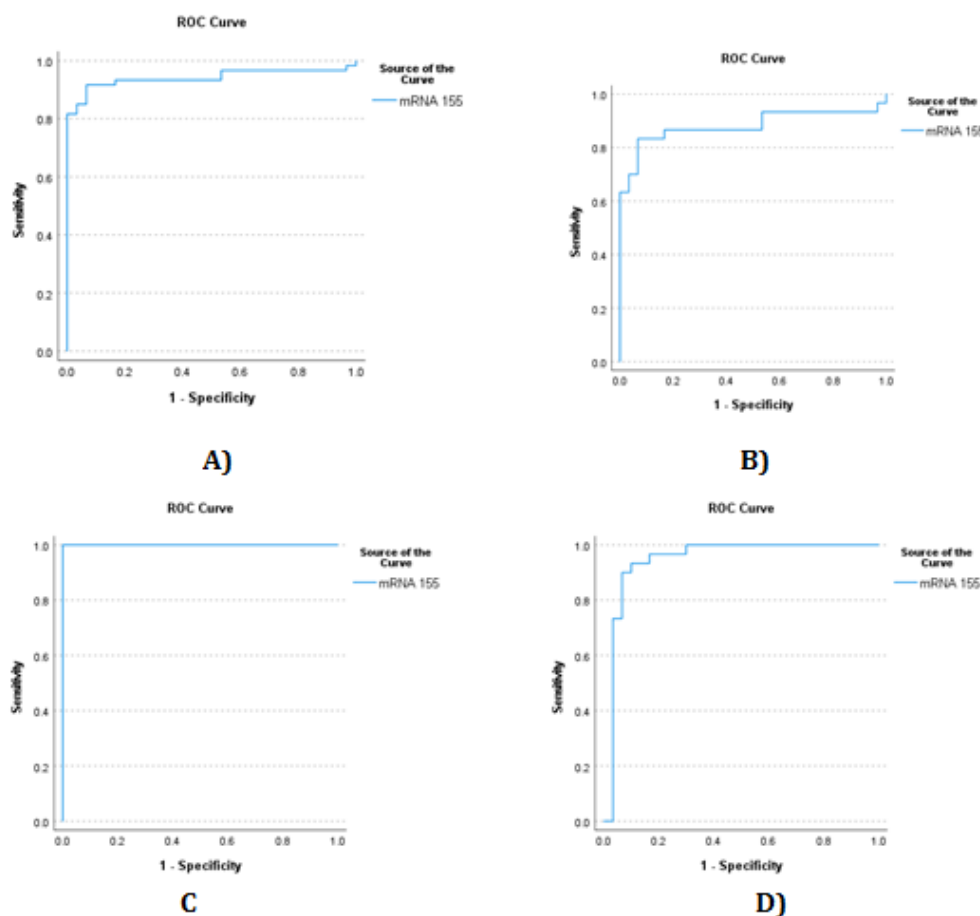 ROC Curve
1.0
0.8
0.6
0.4
0.2
0.0
Sensitivity
0.0 0.2 0.4 0.6 0.8 1.0
1 - Specificity
Source of the
Curve
mRNA 155
A)
ROC Curve
1.0
0.8
0.6
0.4
0.2
0.0
Sensitivity
0.0 0.2 0.4 0.6 0.8 1.0
1 - Specificity
Source of the
Curve
mRNA 155
B)
ROC Curve
1.0
0.8
0.6
0.4
0.2
0.0
Sensitivity
0.0 0.2 0.4 0.6 0.8 1.0
1 - Specificity
Source of the
Curve
mRNA 155
C
ROC Curve
1.0
0.8
0.6
0.4
0.2
0.0
Sensitivity
0.0 0.2 0.4 0.6 0.8 1.0
1 - Specificity
Source of the
Curve
mRNA 155
D)